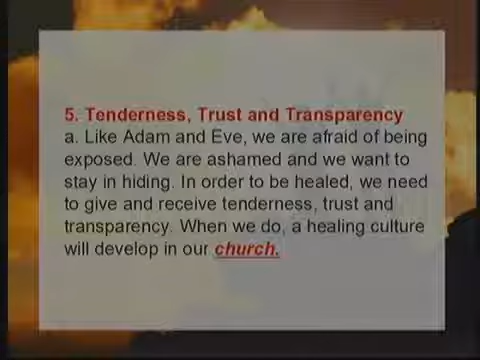 5. Tenderness, Trust and Transparency
a. Like Adam and Eve, we are afraid of being
exposed. We are ashamed and we want to
stay in hiding. In order to be healed, we need
to give and receive tenderness, trust and
transparency. When we do, a healing culture
will develop in our church.